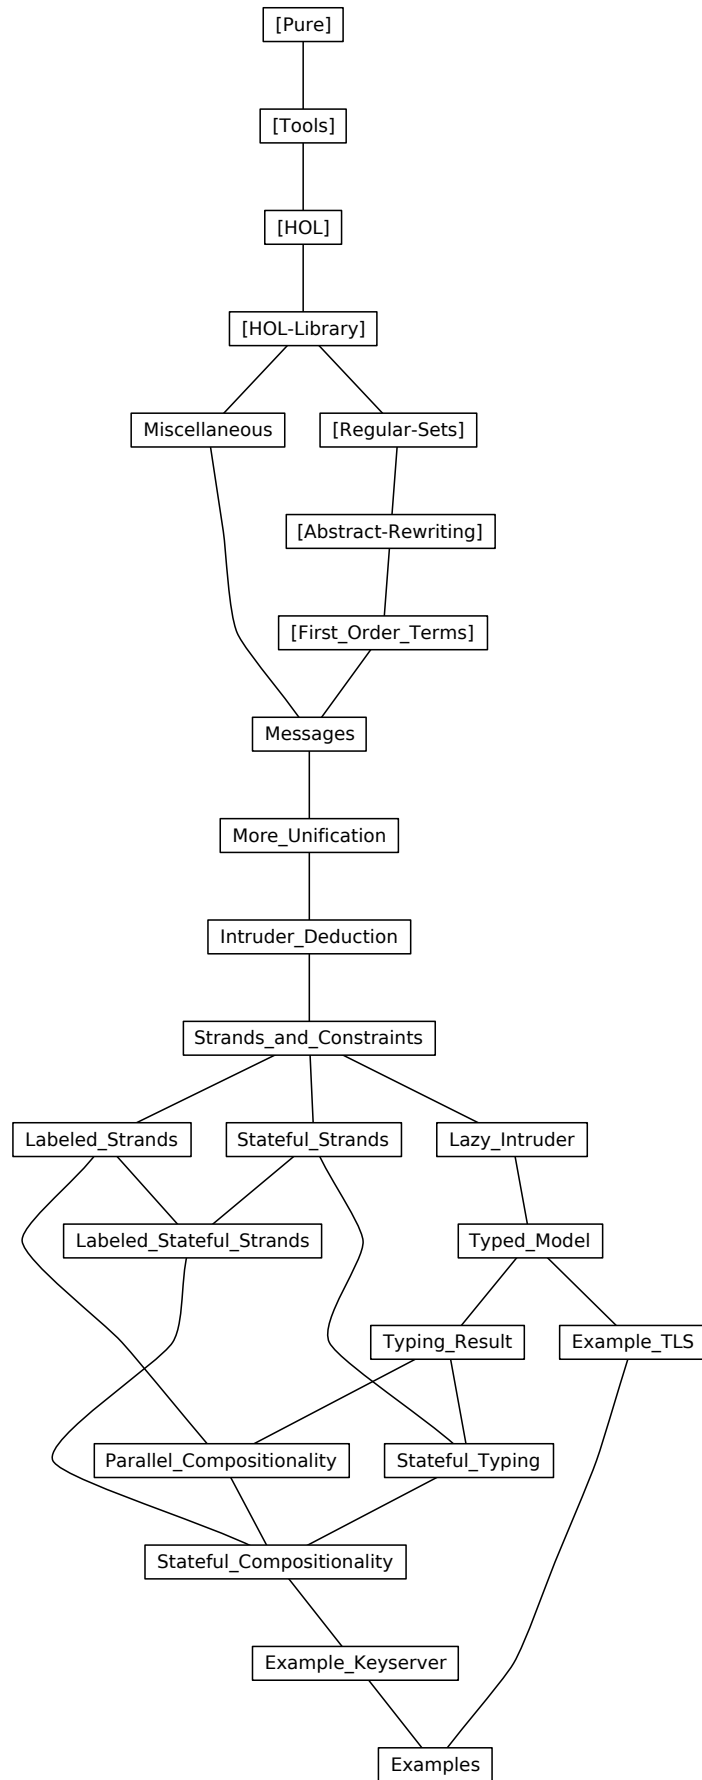 [Pure]
[Tools]
[HOL]
[HOL-Library]
Miscellaneous
[Regular-Sets]
[Abstract-Rewriting]
[First_Order_Terms]
Messages
More_Unification
Intruder_Deduction
Strands_and_Constraints
Labeled_Strands
Stateful_Strands
Lazy_Intruder
Labeled_Stateful_Strands
Typed_Model
Typing_Result
Example_TLS
Parallel_Compositionality
Stateful_Typing
Stateful_Compositionality
Example_Keyserver
Examples